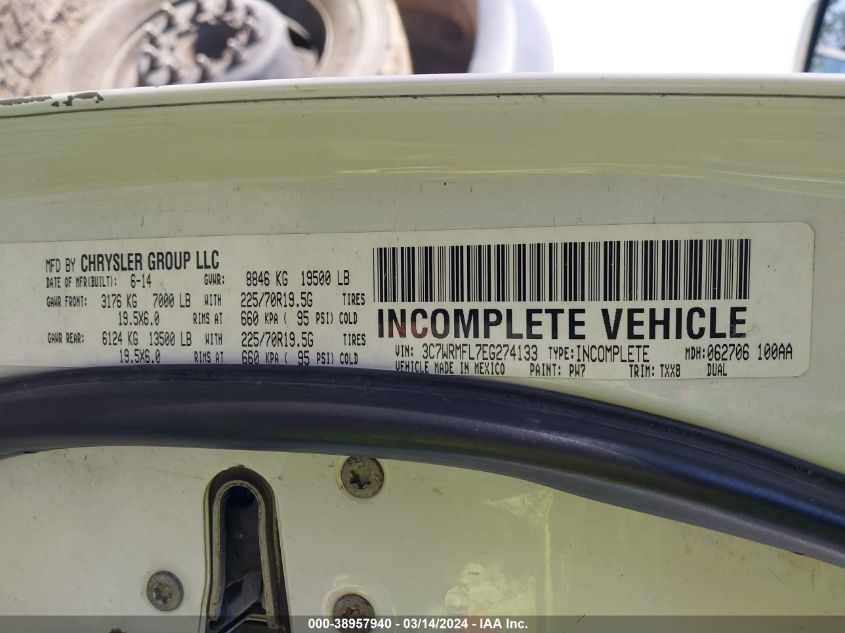 MFD BY CHRYSLER GROUP LLC
DATE OF MFR(BUILT): 6-14 GVWR: 8846 KG 19500 LB
GAWR FRONT: 3176 KG 7000 LB WITH 225/70R19.5G TIRES
19.5X6.0 RIMS AT 660 KPA ( 95 PSI) COLD
GAWR REAR: 6124 KG 13500 LB WITH 225/70R19.5G TIRES
19.5X6.0 RIMS AT 660 KPA ( 95 PSI) COLD
INCOMPLETE VEHICLE
VIN: 3C7WRMFL7EG274133 TYPE: INCOMPLETE MDH: 062706 100AA
VEHICLE MADE IN MEXICO PAINT: PW7 TRIM: TXX8 DUAL
000-38957940 - 03/14/2024 - IAA Inc.